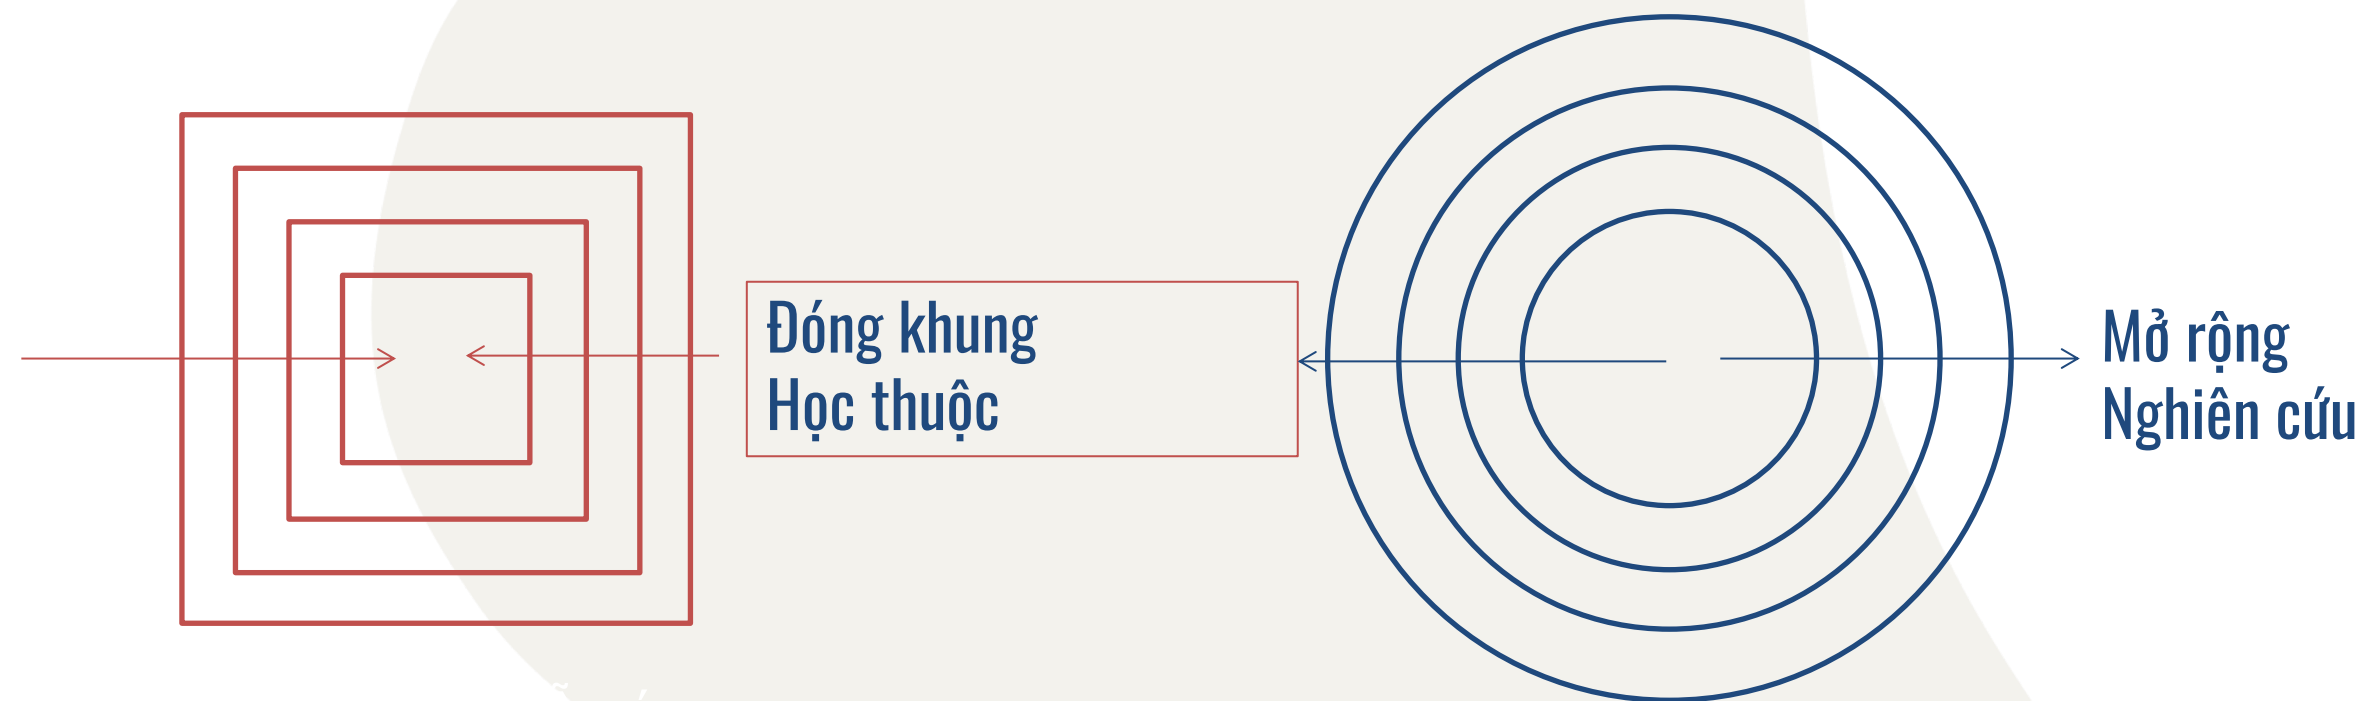 Đóng khung
Học thuộc
Mở rộng
Nghiên cứu